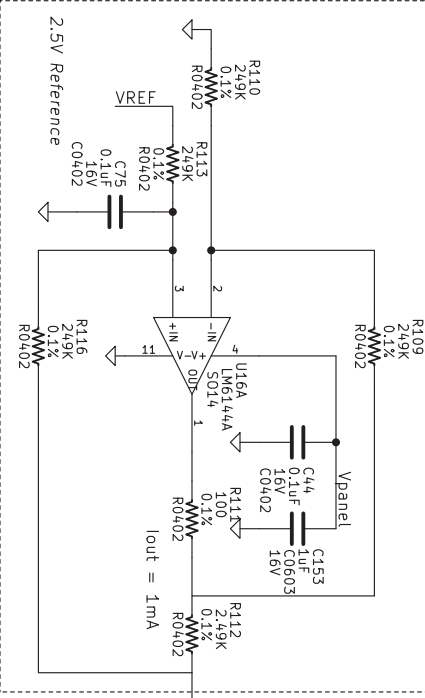 2.5V Reference
VREF
R110
249K
0.1%
R0402
R113
249K
0.1%
R0402
C75
0.1uF
16V
C0402
3
2
+IN
-IN
V-
V+
OUT
11
4
1
U16A
LM6144A
SO14
R116
249K
0.1%
R0402
R109
249K
0.1%
R0402
C44
0.1uF
16V
C0402
Vpanel
C153
1uF
C0603
16V
R111
100
0.1%
R0402
Iout = 1mA
R112
2.49K
0.1%
R0402